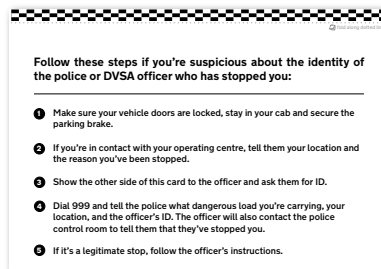 Fold along dotted line
Follow these steps if you're suspicious about the identity of
the police or DVSA officer who has stopped you:
1 Make sure your vehicle doors are locked, stay in your cab and secure the
parking brake.
2 If you're in contact with your operating centre, tell them your location and
the reason you've been stopped.
3 Show the other side of this card to the officer and ask them for ID.
4 Dial 999 and tell the police what dangerous load you're carrying, your
location, and the officer's ID. The officer will also contact the police
control room to tell them that they've stopped you.
5 If it's a legitimate stop, follow the officer's instructions.